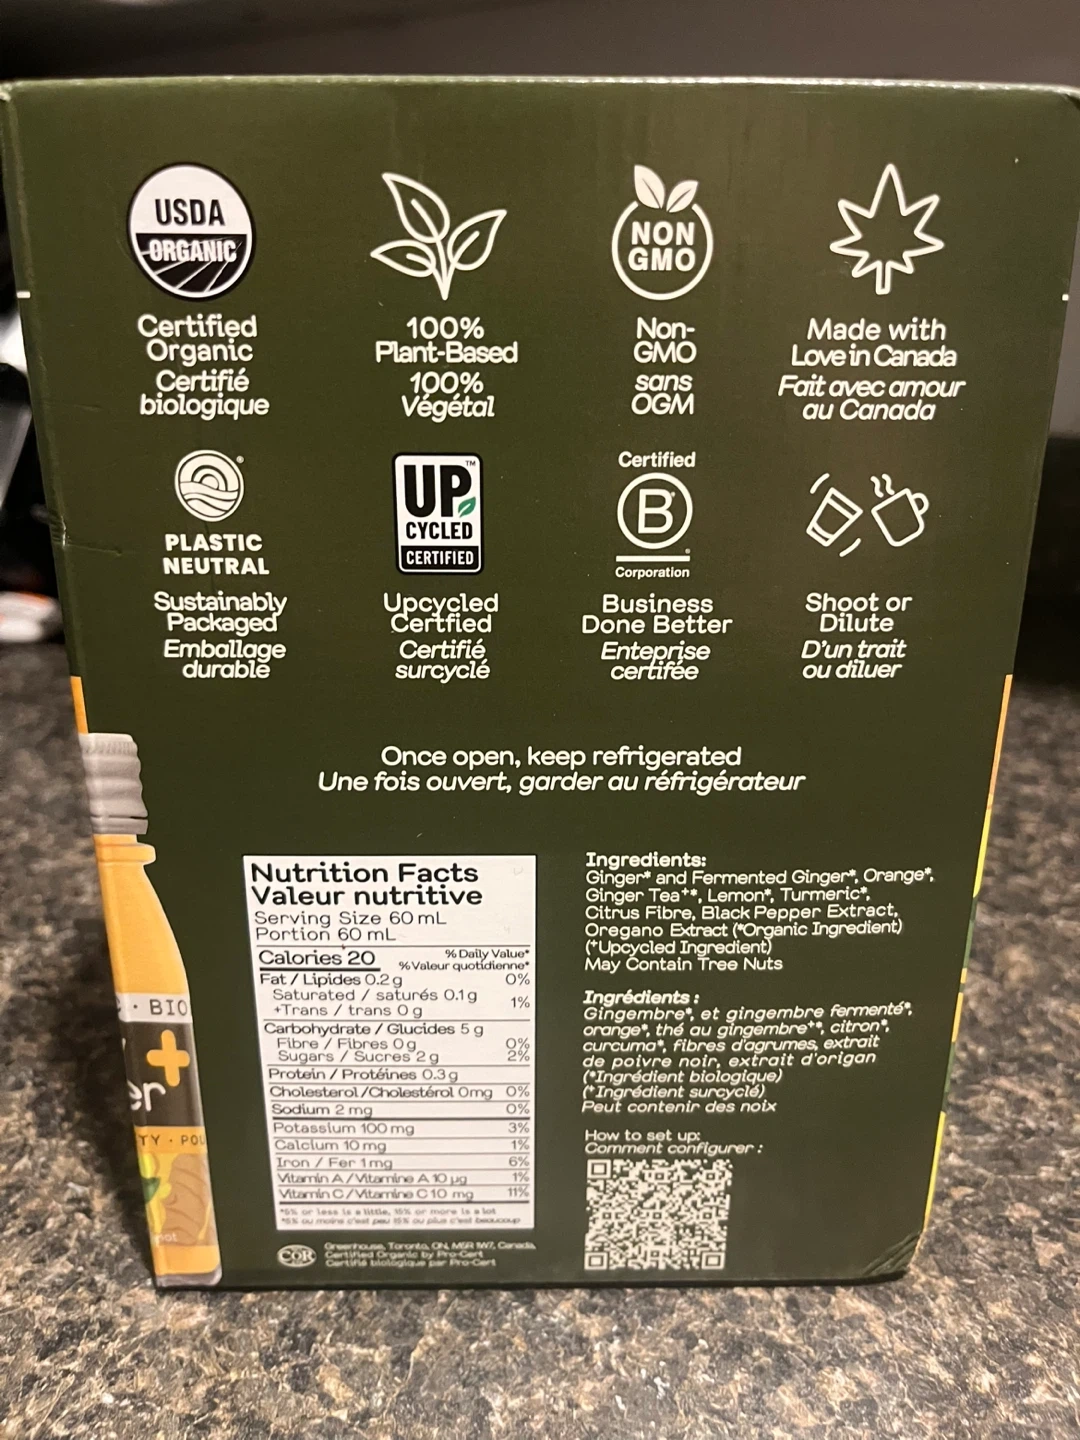 USDA
ORGANIC
Certified
Organic
Certifié
biologique
100%
Plant-Based
100%
Végétal
NON
GMO
Non-
GMO
sans
OGM
Made with
Love in Canada
Fait avec amour
au Canada
PLASTIC
NEUTRAL
Sustainably
Packaged
Emballage
durable
UP
CYCLED
CERTIFIED
Upcycled
Certfied
Certifié
surcyclé
Certified
B
Corporation
Business
Done Better
Enteprise
certifée
Shoot or
Dilute
D'un trait
ou diluer
Once open, keep refrigerated
Une fois ouvert, garder au réfrigérateur
Nutrition Facts
Valeur nutritive
Serving Size 60 mL
Portion 60 mL
Calories 20 % Daily Value*
% Valeur quotidienne*
Fat / Lipides 0.2 g 0%
Saturated / saturés 0.1 g
+Trans / trans 0 g 1%
Carbohydrate / Glucides 5 g
Fibre / Fibres 0 g 0%
Sugars / Sucres 2 g 2%
Protein / Protéines 0.3 g
Cholesterol / Cholestérol 0mg 0%
Sodium 2 mg 0%
Potassium 100 mg 3%
Calcium 10 mg 1%
Iron / Fer 1 mg 6%
Vitamin A / Vitamine A 10 µg 1%
Vitamin C / Vitamine C 10 mg 11%
*5% or less is a little, 15% or more is a lot
*5% ou moins c'est peu 15% ou plus c'est beaucoup
COR
Greenhouse, Toronto, ON, M5R 1W7, Canada
Certified Organic by Pro-Cert
Certifié biologique par Pro-Cert
Ingredients:
Ginger* and Fermented Ginger*, Orange*,
Ginger Tea⁺*, Lemon*, Turmeric*,
Citrus Fibre, Black Pepper Extract,
Oregano Extract (*Organic Ingredient)
(⁺Upcycled Ingredient)
May Contain Tree Nuts
Ingrédients :
Gingembre*, et gingembre fermenté*,
orange*, thé au gingembre⁺*, citron*,
curcuma*, fibres d'agrumes, extrait
de poivre noir, extrait d'origan
(*Ingrédient biologique)
(⁺Ingrédient surcyclé)
Peut contenir des noix
How to set up:
Comment configurer :
· BIO
er+
TY · POU